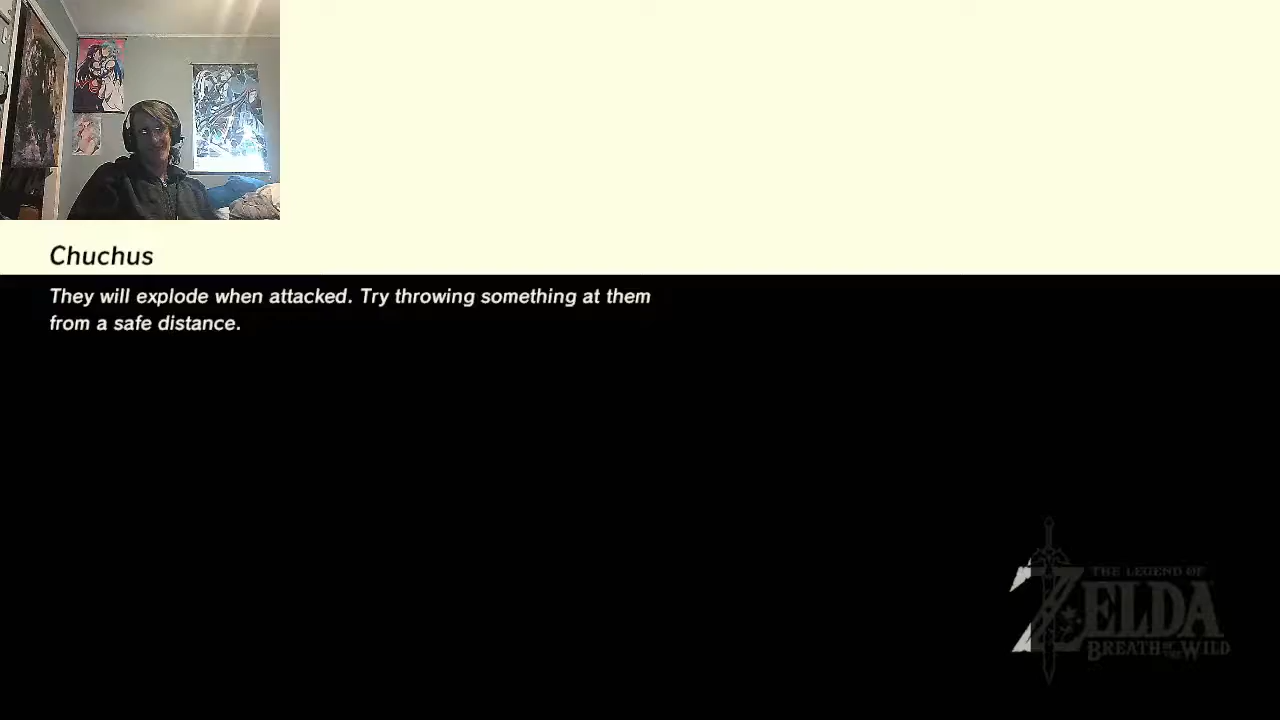 Chuchus
They will explode when attacked. Try throwing something at them
from a safe distance.
THE LEGEND OF
ZELDA
BREATH OF THE WILD